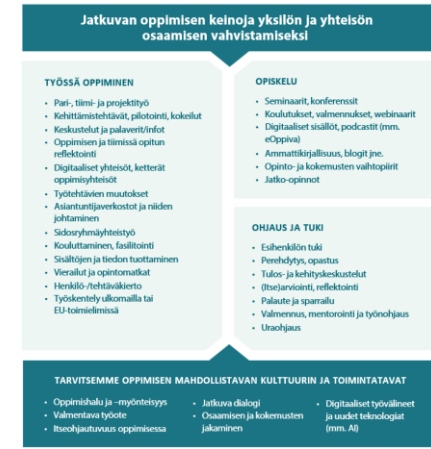 Jatkuvan oppimisen keinoja yksilön ja yhteisön
osaamisen vahvistamiseksi
TYÖSSÄ OPPIMINEN
• Pari-, tiimi- ja projektityö
• Kehittämistehtävät, pilotointi, kokeilut
• Keskustelut ja palaverit/infot
• Oppimisen ja tiimissä opitun
reflektointi
• Digitaaliset yhteisöt, ketterät
oppimisyhteisöt
• Työtehtävien muutokset
• Asiantuntijaverkostot ja niiden
johtaminen
• Sidosryhmäyhteistyö
• Kouluttaminen, fasilitointi
• Sisältöjen ja tiedon tuottaminen
• Vierailut ja opintomatkat
• Henkilö-/tehtäväkierto
• Työskentely ulkomailla tai
EU-toimielimissä
OPISKELU
• Seminaarit, konferenssit
• Koulutukset, valmennukset, webinaarit
• Digitaaliset sisällöt, podcastit (mm.
eOppiva)
• Ammattikirjallisuus, blogit jne.
• Opinto- ja kokemusten vaihtopiirit
• Jatko-opinnot
OHJAUS JA TUKI
• Esihenkilön tuki
• Perehdytys, opastus
• Tulos- ja kehityskeskustelut
• (Itse)arviointi, reflektointi
• Palaute ja sparrailu
• Valmennus, mentorointi ja työnohjaus
• Uraohjaus
TARVITSEMME OPPIMISEN MAHDOLLISTAVAN KULTTUURIN JA TOIMINTATAVAT
• Oppimishalu ja –myönteisyys
• Valmentava työote
• Itseohjautuvuus oppimisessa
• Jatkuva dialogi
• Osaamisen ja kokemusten
jakaminen
• Digitaaliset työvälineet
ja uudet teknologiat
(mm. AI)